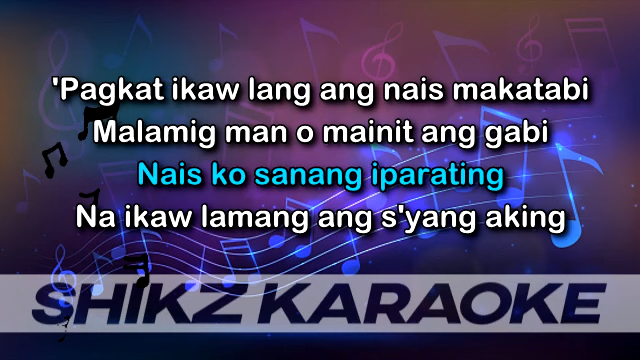 'Pagkat ikaw lang ang nais makatabi
Malamig man o mainit ang gabi
Nais ko sanang iparating
Na ikaw lamang ang s'yang aking
SHIKZ KARAOKE